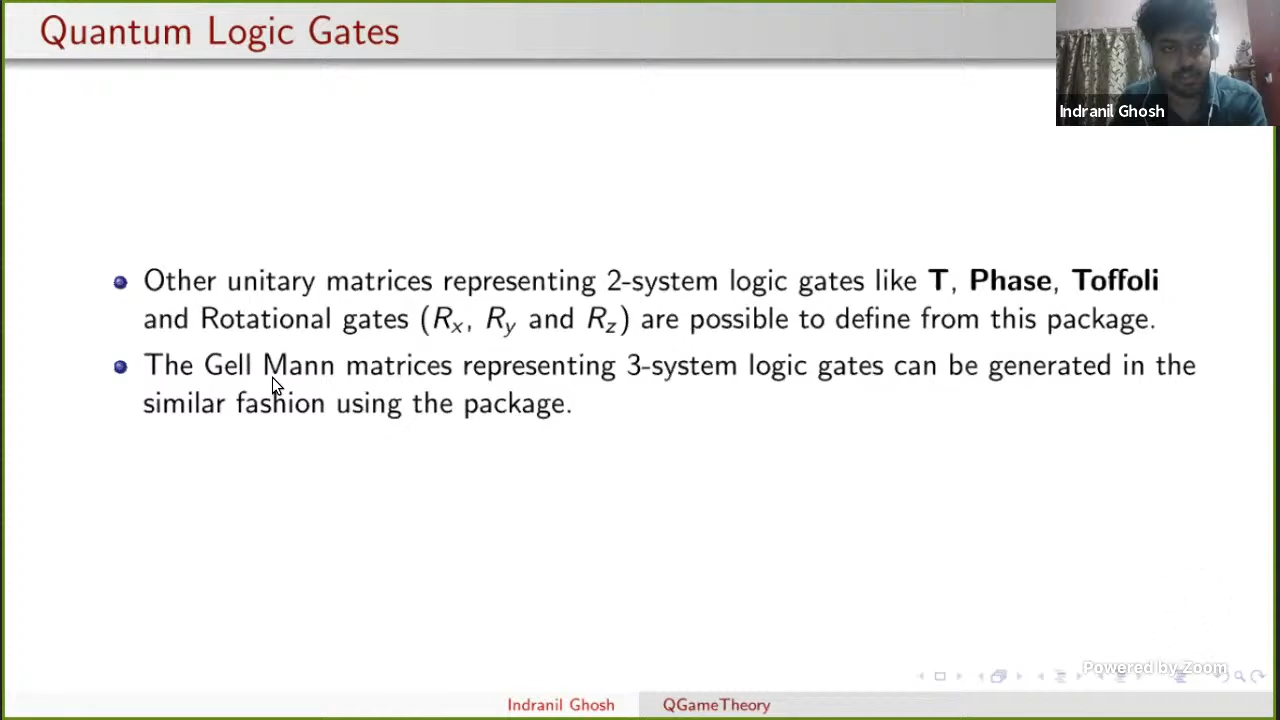 Quantum Logic Gates
Indranil Ghosh
Other unitary matrices representing 2-system logic gates like T, Phase, Toffoli
and Rotational gates (Rx, Ry and Rz) are possible to define from this package.
The Gell Mann matrices representing 3-system logic gates can be generated in the
similar fashion using the package.
Powered by Zoom
Indranil Ghosh
QGameTheory